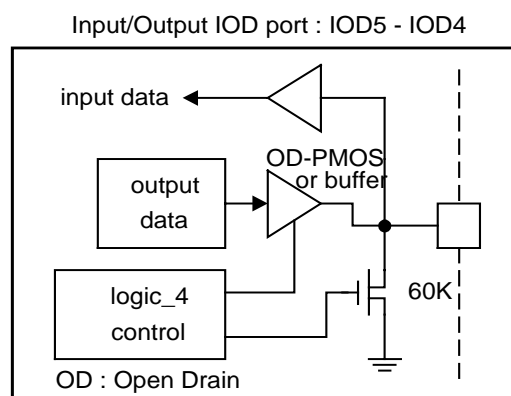 Input/Output IOD port : IOD5 - IOD4
input data
OD-PMOS
or buffer
output
data
60K
logic_4
control
OD : Open Drain